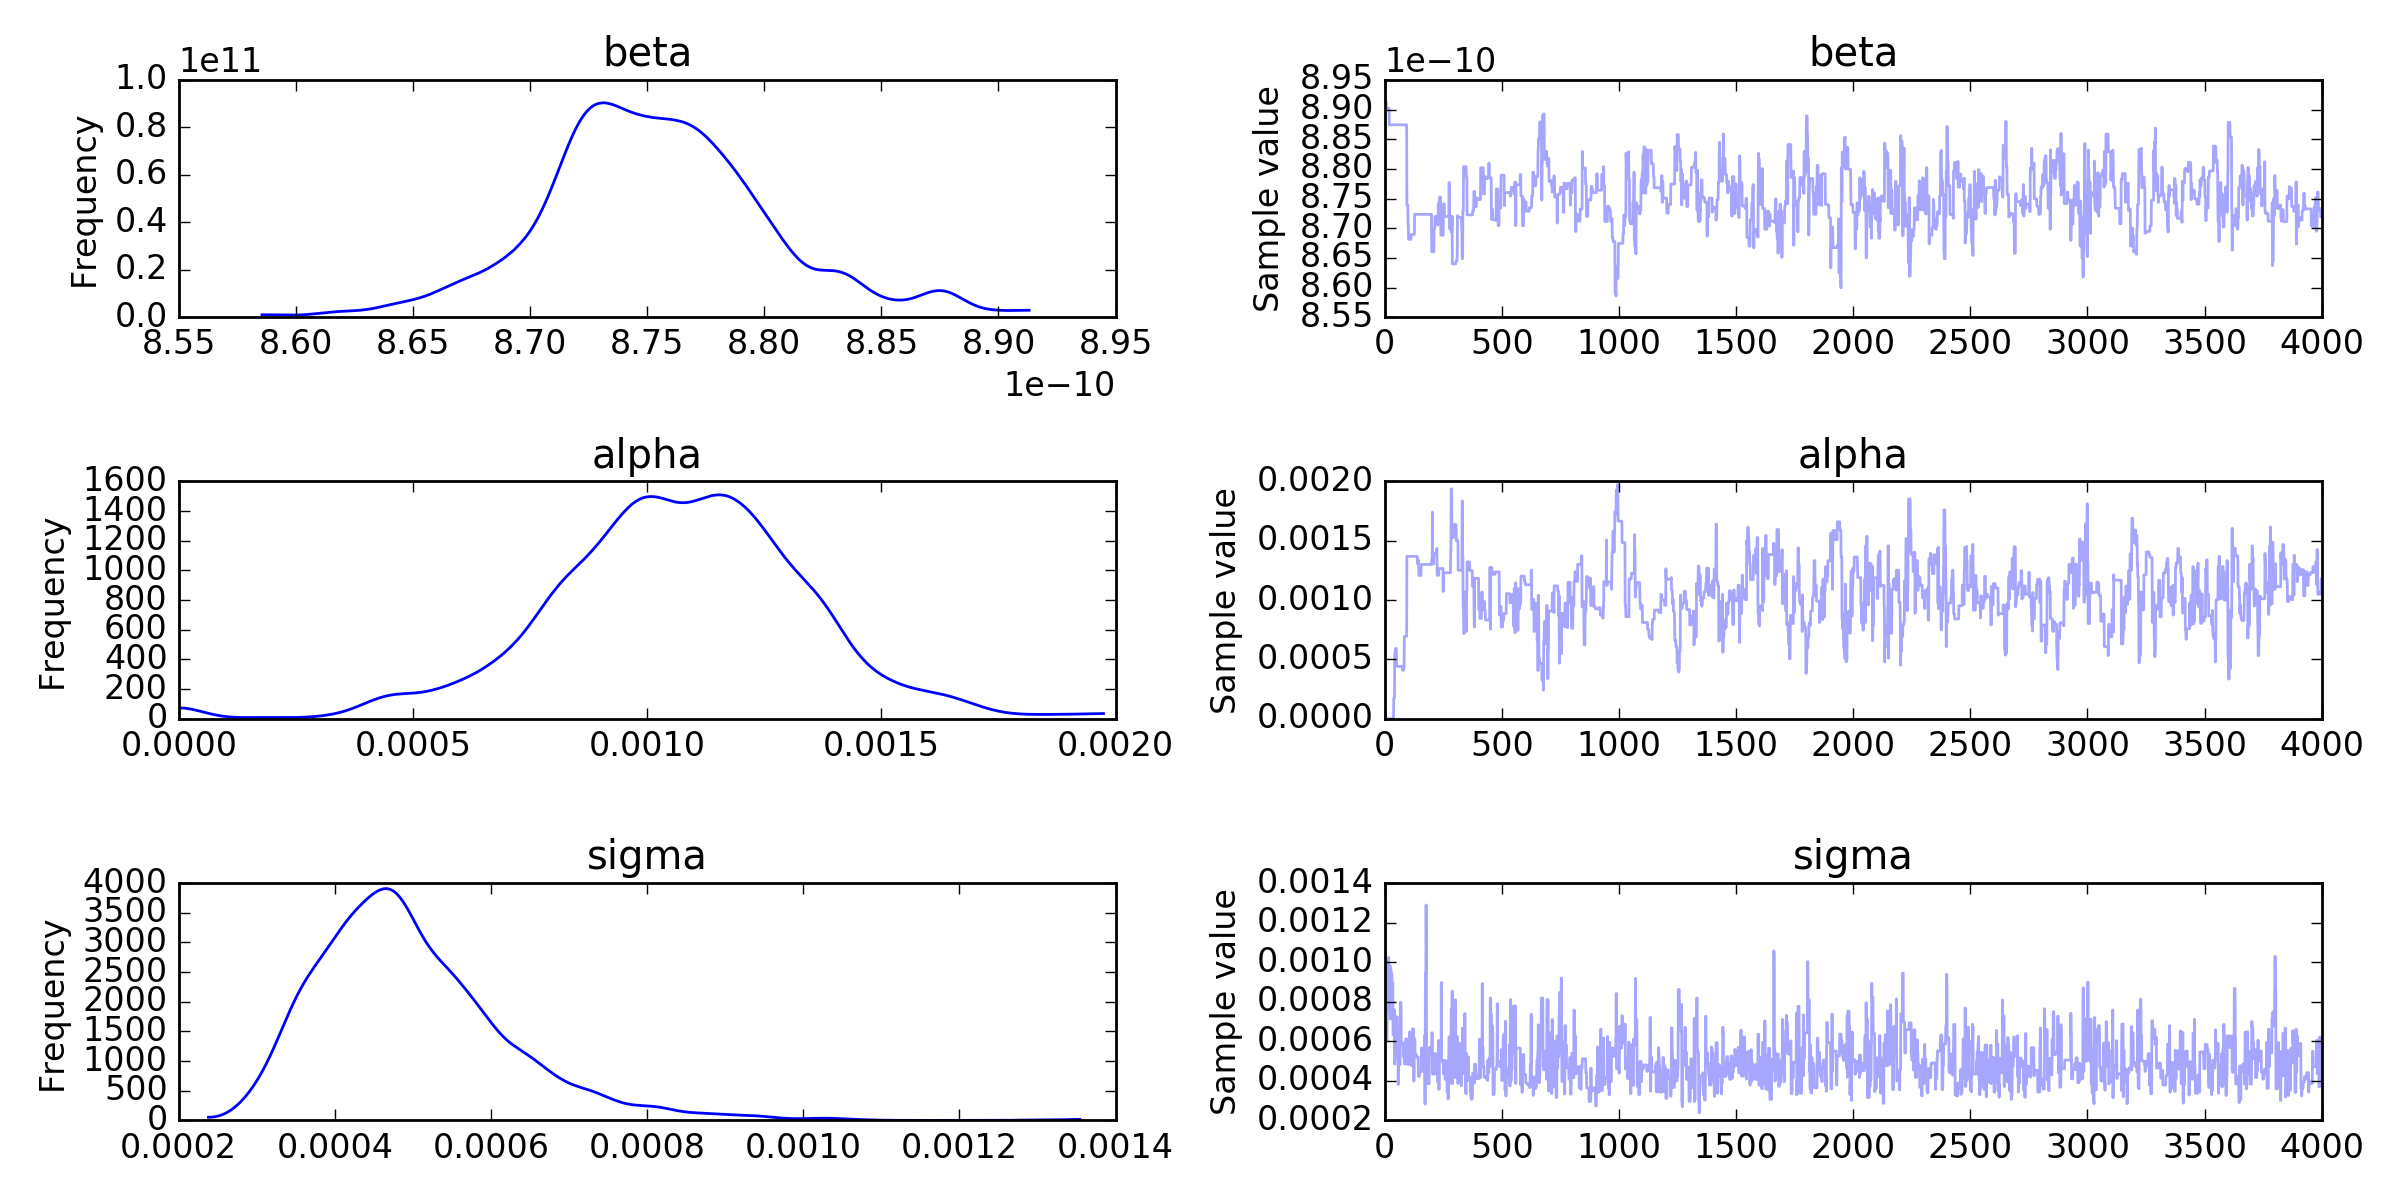 beta
1e11
1.0
0.8
0.6
0.4
0.2
0.0
Frequency
8.55 8.60 8.65 8.70 8.75 8.80 8.85 8.90 8.95
1e−10
beta
1e−10
8.95
8.90
8.85
8.80
8.75
8.70
8.65
8.60
8.55
Sample value
0 500 1000 1500 2000 2500 3000 3500 4000
alpha
1600
1400
1200
1000
800
600
400
200
0
Frequency
0.0000 0.0005 0.0010 0.0015 0.0020
alpha
0.0020
0.0015
0.0010
0.0005
0.0000
Sample value
0 500 1000 1500 2000 2500 3000 3500 4000
sigma
4000
3500
3000
2500
2000
1500
1000
500
0
Frequency
0.0002 0.0004 0.0006 0.0008 0.0010 0.0012 0.0014
sigma
0.0014
0.0012
0.0010
0.0008
0.0006
0.0004
0.0002
Sample value
0 500 1000 1500 2000 2500 3000 3500 4000